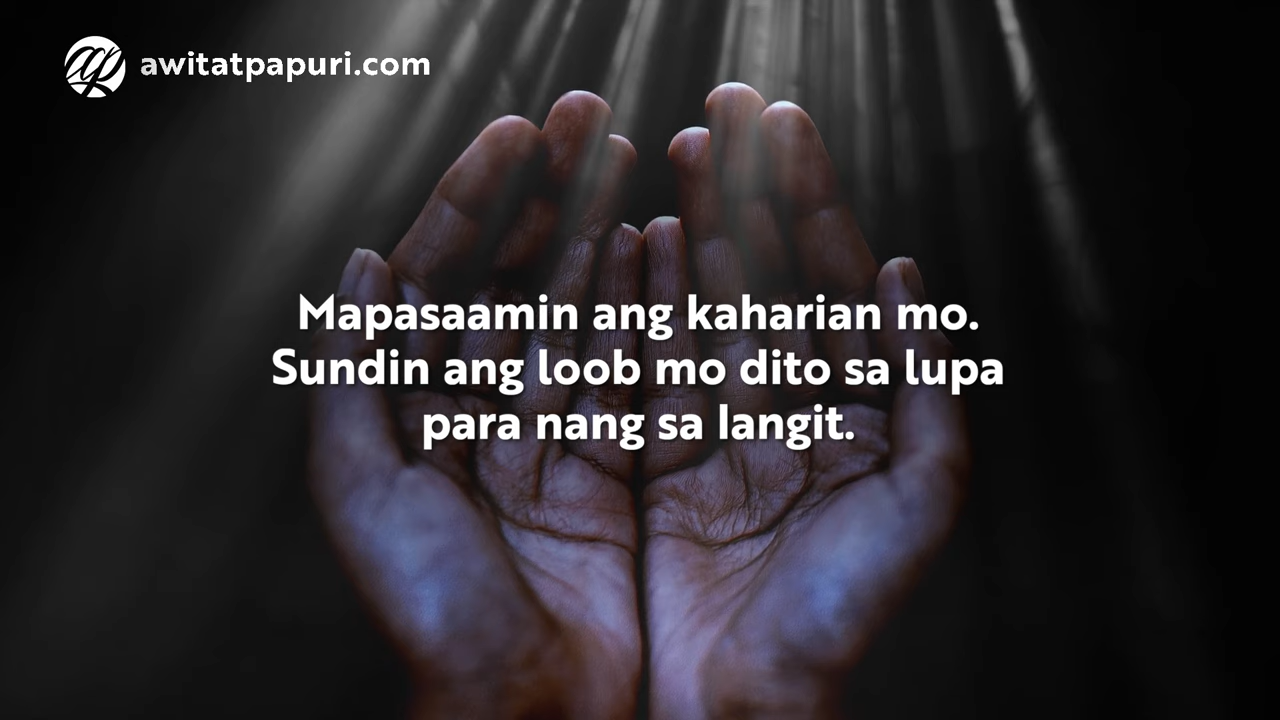 awitatpapuri.com
Mapasaamin ang kaharian mo.
Sundin ang loob mo dito sa lupa
para nang sa langit.